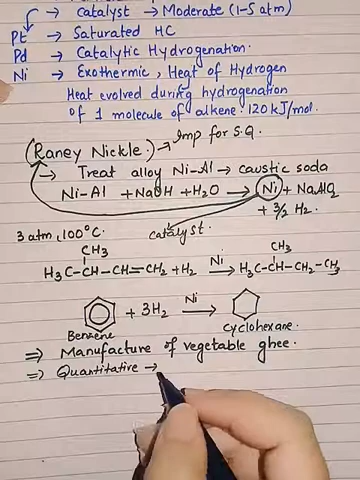 → Catalyst → Moderate (1-5 atm)
Pt → Saturated HC
Pd → Catalytic Hydrogenation.
Ni → Exothermic, Heat of Hydrogen
Heat evolved during hydrogenation
of 1 molecule of alkene. 120 kJ/mol.
(Raney Nickle) → Imp for S.Q.
→ Treat alloy Ni-Al → caustic soda
Ni-Al + NaOH + H2O → Ni + NaAlO2
+ 3/2 H2.
3 atm, 100°C. catalyst.
CH3 CH3
H3C-CH-CH=CH2 + H2 Ni → H3C-CH-CH2-CH3
+ 3H2 Ni →
Benzene cyclohexane.
⇒ Manufacture of vegetable ghee.
⇒ Quantitative →